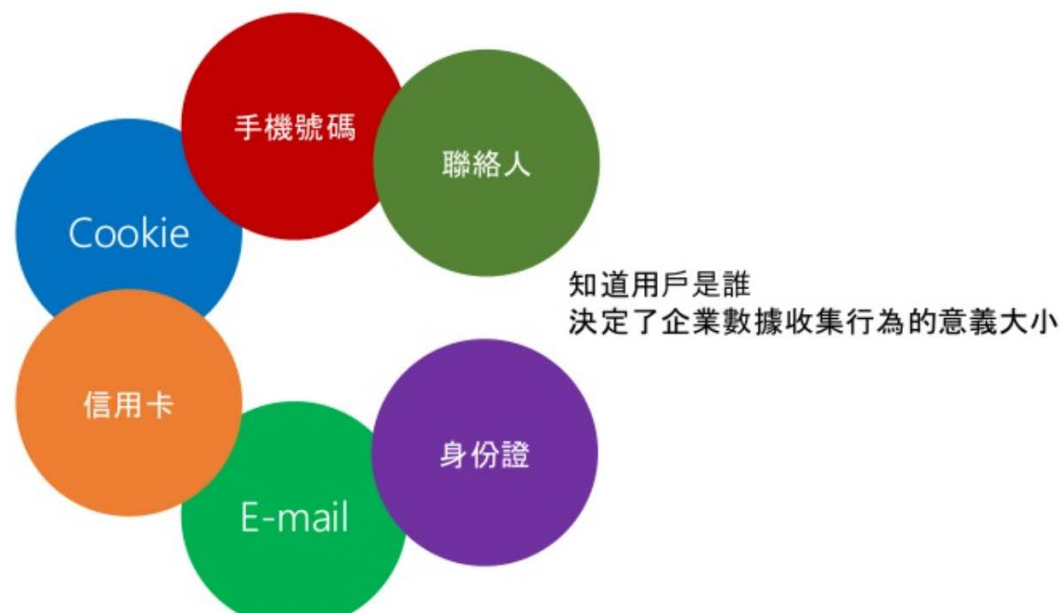 手機號碼
聯絡人
Cookie
知道用戶是誰
決定了企業數據收集行為的意義大小
信用卡
身份證
E-mail